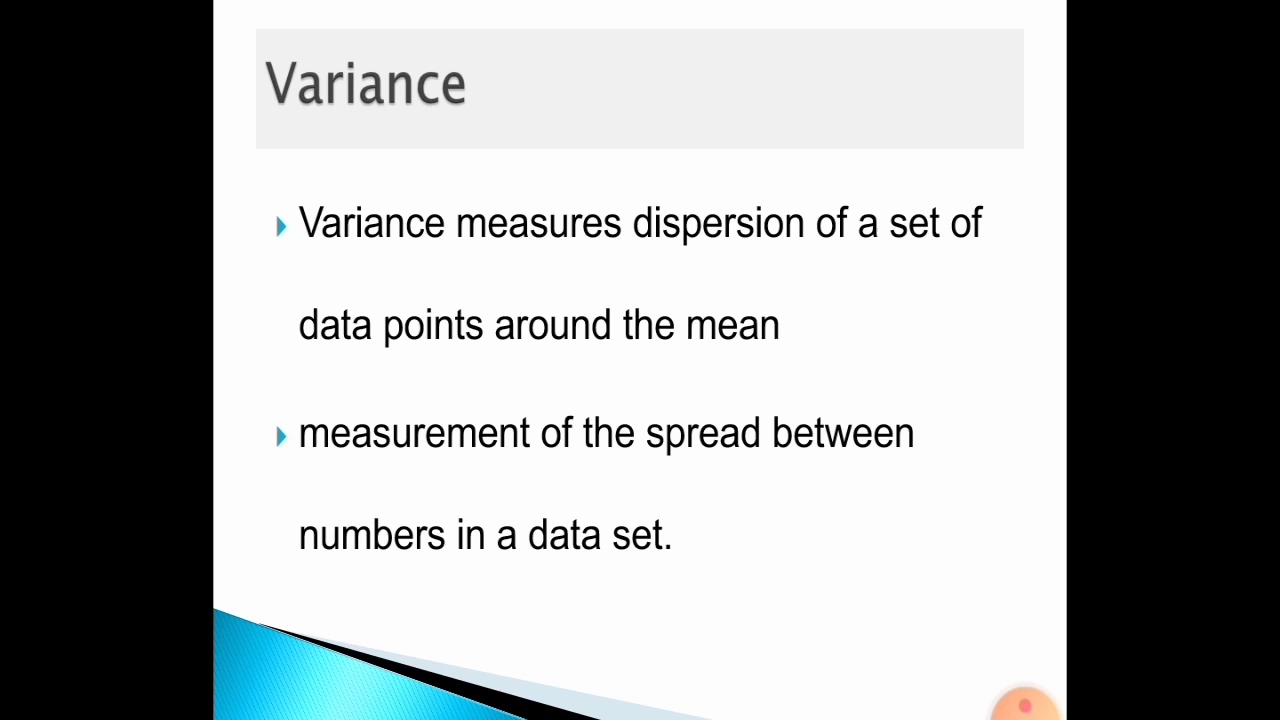 Variance
Variance measures dispersion of a set of
data points around the mean
measurement of the spread between
numbers in a data set.